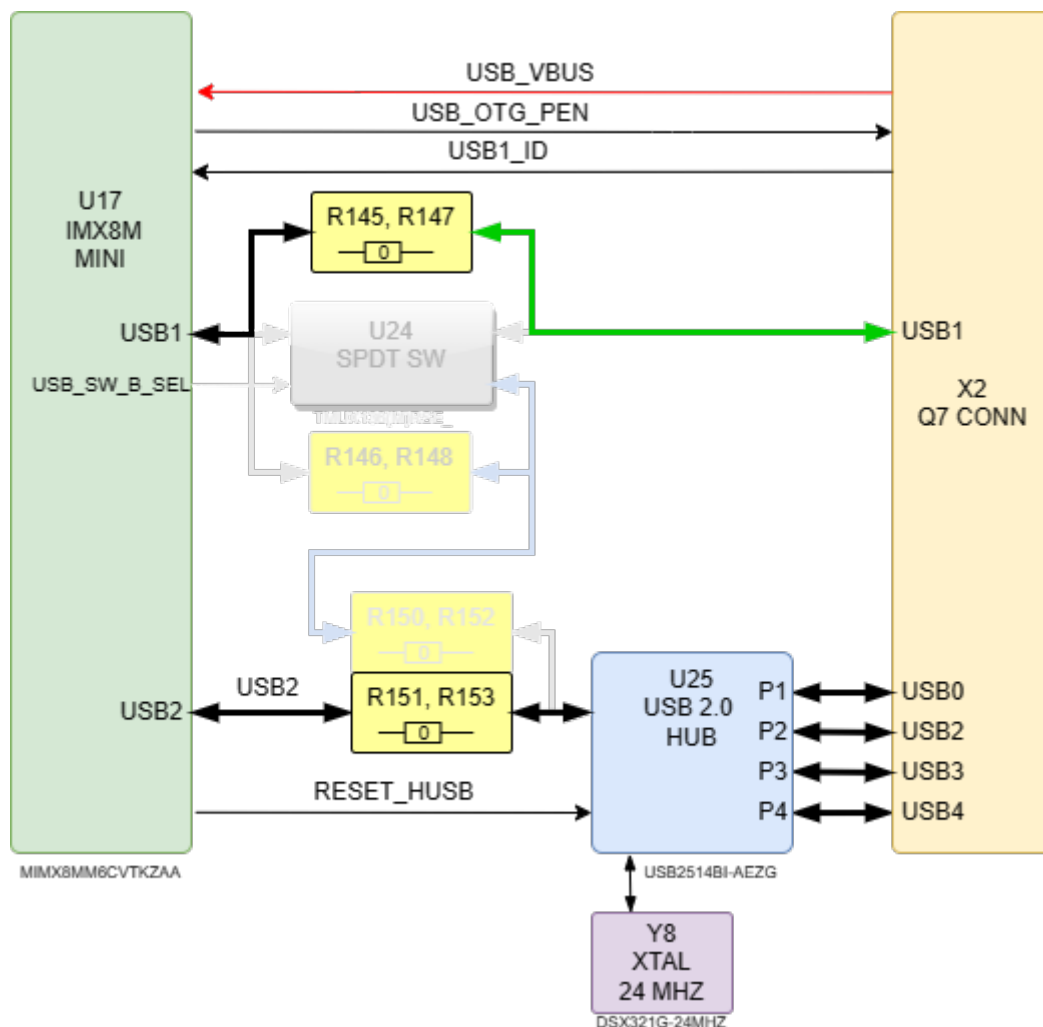 USB_VBUS
USB_OTG_PEN
USB1_ID
U17
IMX8M
MINI
R145, R147
0
USB1
U24
SPDT SW
USB1
USB_SW_B_SEL
X2
Q7 CONN
R146, R148
0
R150, R152
0
USB2
USB2
R151, R153
0
U25
USB 2.0
HUB
P1
USB0
P2
USB2
P3
USB3
P4
USB4
RESET_HUSB
MIMX8MM6CVTKZAA
USB2514BI-AEZG
Y8
XTAL
24 MHZ
DSX321G-24MHZ